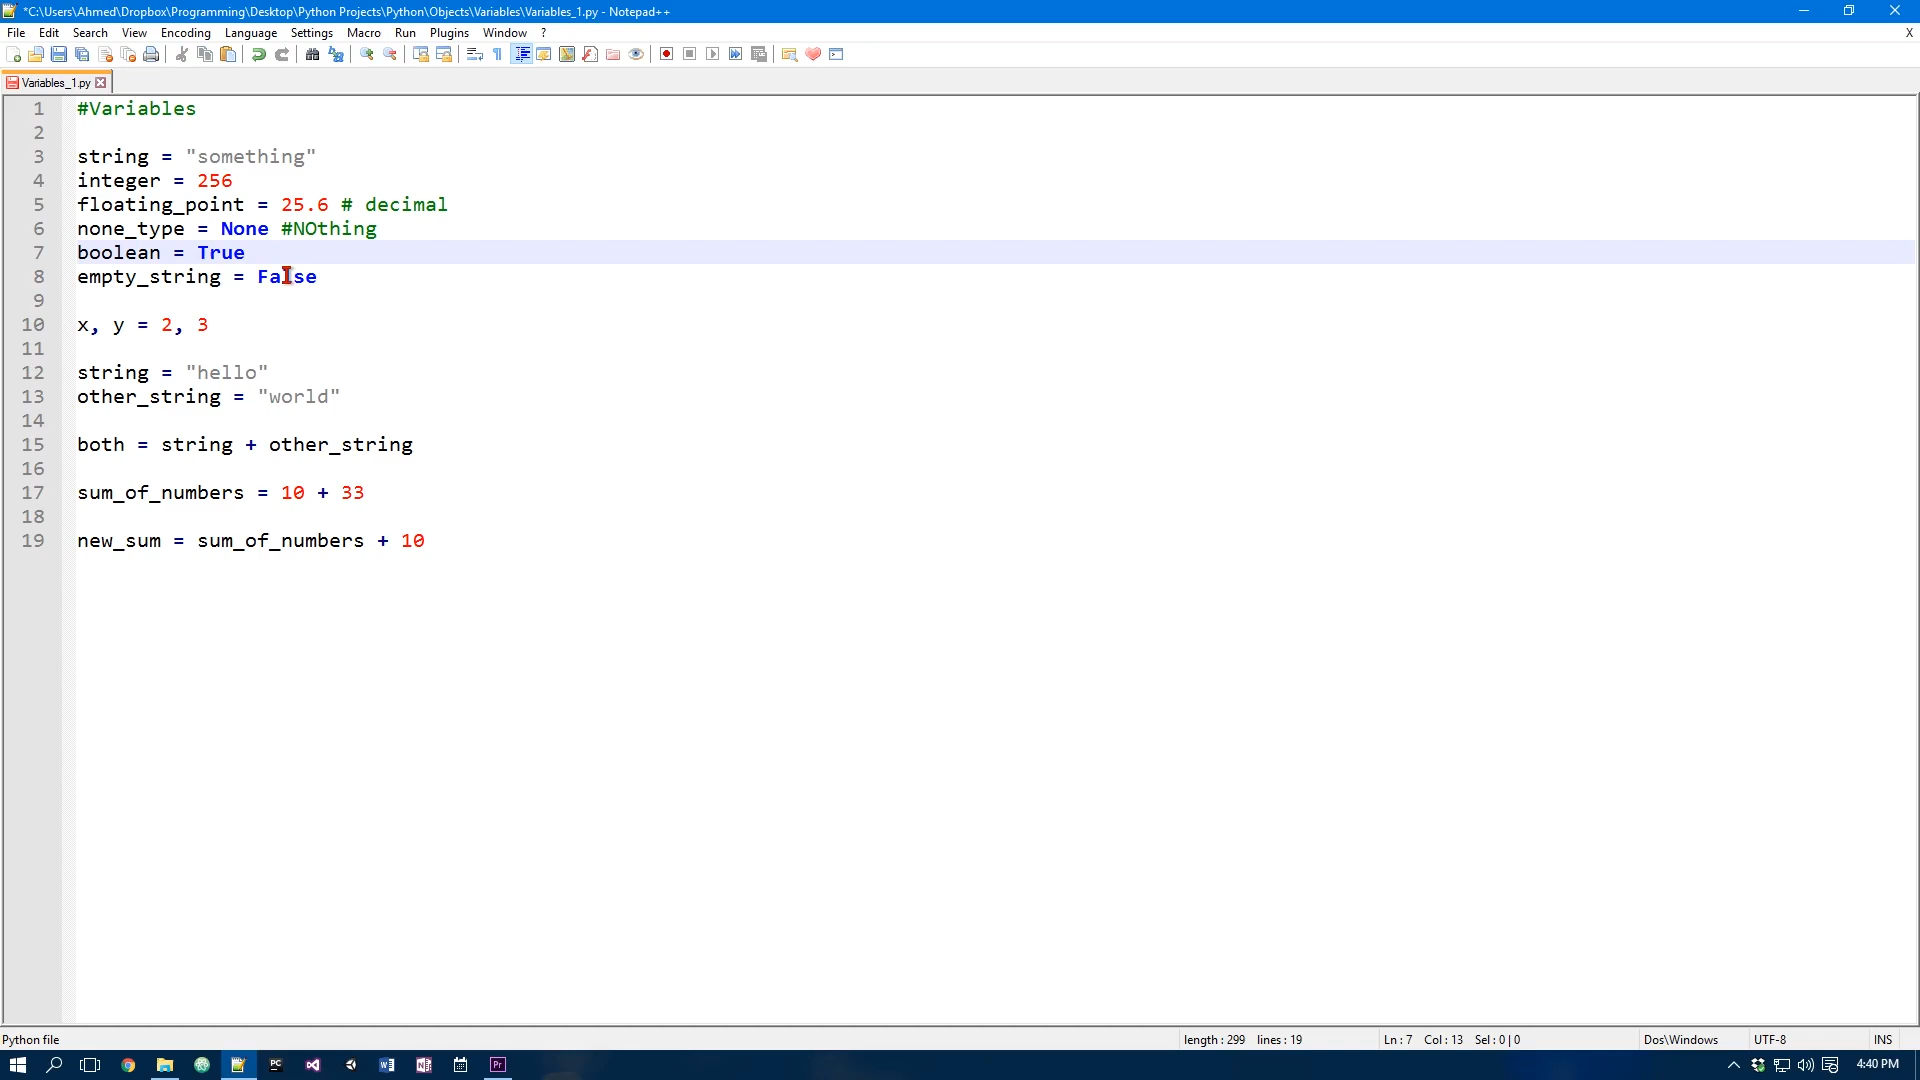 *C:\Users\Ahmed\Dropbox\Programming\Desktop\Python Projects\Python\Objects\Variables\Variables_1.py - Notepad++
File Edit Search View Encoding Language Settings Macro Run Plugins Window ? X
Variables_1.py
1 #Variables
2
3 string = "something"
4 integer = 256
5 floating_point = 25.6 # decimal
6 none_type = None #NOthing
7 boolean = True
8 empty_string = False
9
10 x, y = 2, 3
11
12 string = "hello"
13 other_string = "world"
14
15 both = string + other_string
16
17 sum_of_numbers = 10 + 33
18
19 new_sum = sum_of_numbers + 10
Python file length : 299 lines : 19 Ln : 7 Col : 13 Sel : 0 | 0 Dos\Windows UTF-8 INS
4:40 PM